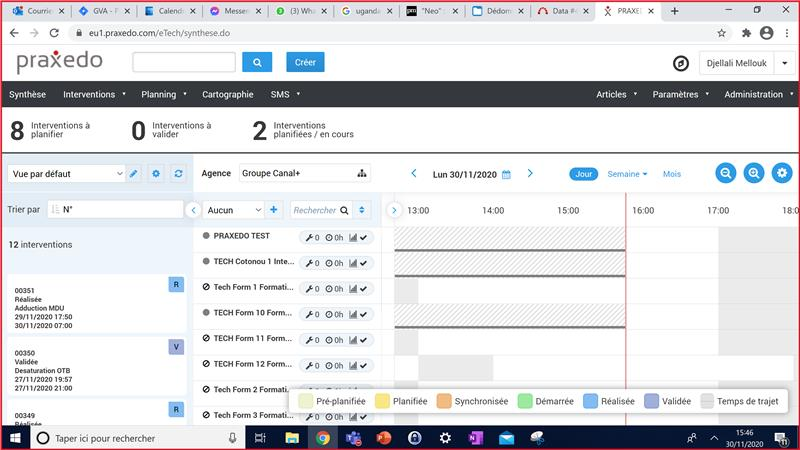 Courrie
GVA - F
Calend
Messen
(3) Wha
uganda
"Neo"
Dédom
Data #
PRAXED
eu1.praxedo.com/eTech/synthese.do
praxedo
Créer
Djellali Mellouk
Synthèse Interventions Planning Cartographie SMS Articles Paramètres Administration
8 Interventions à planifier
0 Interventions à valider
2 Interventions planifiées / en cours
Vue par défaut
Agence Groupe Canal+
Lun 30/11/2020
Jour Semaine Mois
Trier par N°
Aucun
Rechercher
13:00 14:00 15:00 16:00 17:00 18:0
12 interventions
PRAXEDO TEST 0 0h
TECH Cotonou 1 Inte... 0 0h
00351 R
Réalisée
Adduction MDU
29/11/2020 17:50
30/11/2020 07:00
Tech Form 1 Formati... 0 0h
TECH Form 10 Form... 0 0h
TECH Form 11 Form... 0 0h
00350 V
Validée
Desaturation OTB
27/11/2020 19:57
27/11/2020 21:00
TECH Form 12 Form... 0 0h
Tech Form 2 Formati...
00349 R
Réalisée
Tech Form 3 Formati...
Pré-planifiée Planifiée Synchronisée Démarrée Réalisée Validée Temps de trajet
Taper ici pour rechercher
15:46
30/11/2020
11